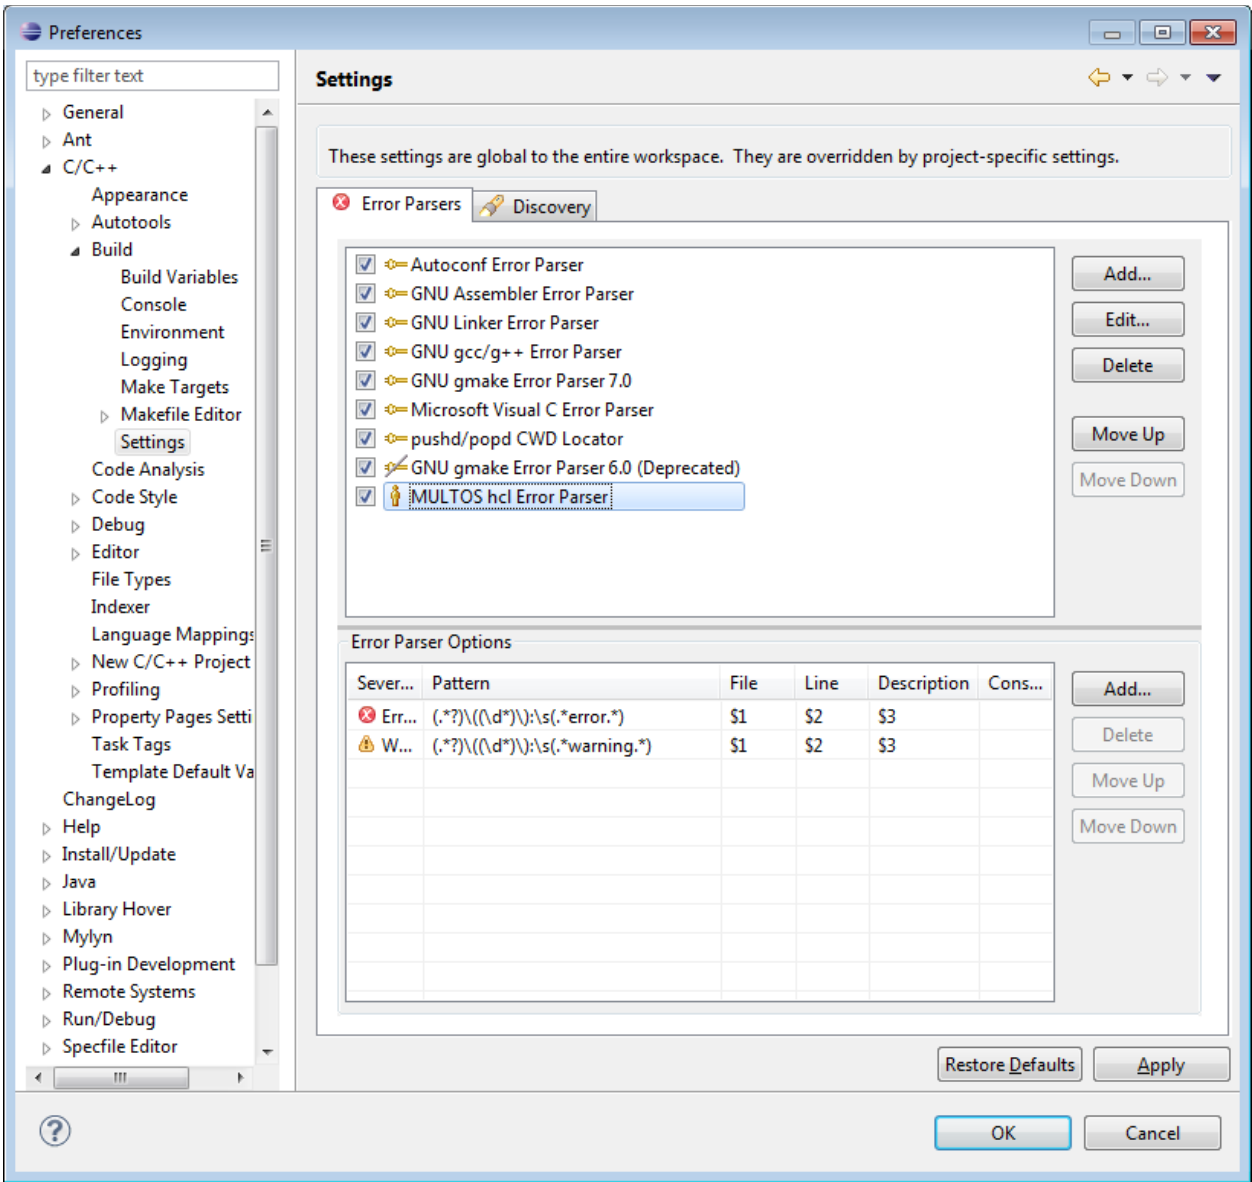 Preferences
type filter text
General
Ant
C/C++
Appearance
Autotools
Build
Build Variables
Console
Environment
Logging
Make Targets
Makefile Editor
Settings
Code Analysis
Code Style
Debug
Editor
File Types
Indexer
Language Mappings
New C/C++ Project
Profiling
Property Pages Setti
Task Tags
Template Default Va
ChangeLog
Help
Install/Update
Java
Library Hover
Mylyn
Plug-in Development
Remote Systems
Run/Debug
Specfile Editor
Settings
These settings are global to the entire workspace. They are overridden by project-specific settings.
Error Parsers Discovery
Autoconf Error Parser
GNU Assembler Error Parser
GNU Linker Error Parser
GNU gcc/g++ Error Parser
GNU gmake Error Parser 7.0
Microsoft Visual C Error Parser
pushd/popd CWD Locator
GNU gmake Error Parser 6.0 (Deprecated)
MULTOS hcl Error Parser
Add...
Edit...
Delete
Move Up
Move Down
Error Parser Options
Sever... Pattern File Line Description Cons...
Err... (.*?)\((\d*)\):\s(.*error.*) $1 $2 $3
W... (.*?)\((\d*)\):\s(.*warning.*) $1 $2 $3
Add...
Delete
Move Up
Move Down
Restore Defaults Apply
OK Cancel